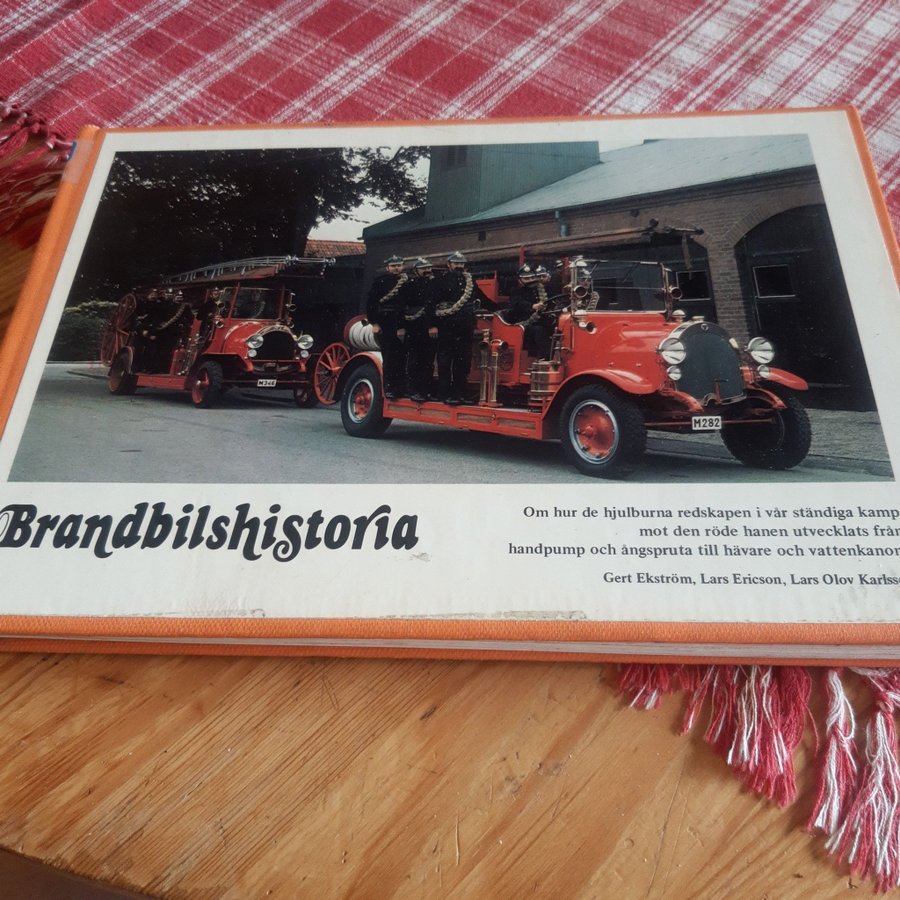 M346
M282
Brandbilshistoria
Om hur de hjulburna redskapen i vår ständiga kamp
mot den röde hanen utvecklats från
handpump och ångspruta till hävare och vattenkanon
Gert Ekström, Lars Ericson, Lars Olov Karlsso